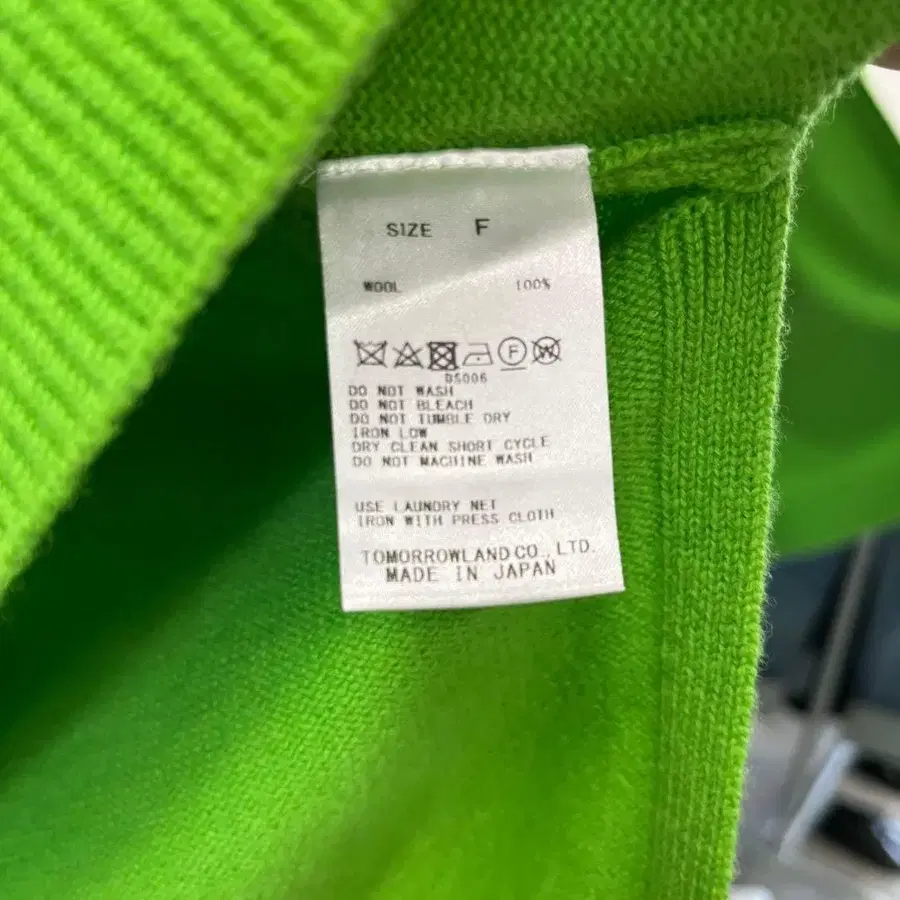 SIZE F
WOOL 100%
F W
DS006
DO NOT WASH
DO NOT BLEACH
DO NOT TUMBLE DRY
IRON LOW
DRY CLEAN SHORT CYCLE
DO NOT MACHINE WASH
USE LAUNDRY NET
IRON WITH PRESS CLOTH
TOMORROWLAND CO., LTD.
MADE IN JAPAN